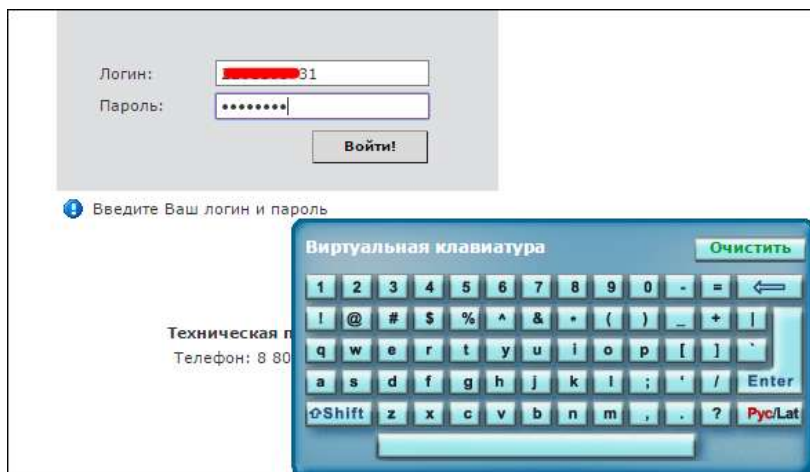 Логин: 31
Пароль: ••••••••
Войти!
Введите Ваш логин и пароль
Виртуальная клавиатура
Очистить
1 2 3 4 5 6 7 8 9 0 - =
! @ # $ % ^ & * ( ) _ + |
Техническая п
q w e r t y u i o p [ ] `
Телефон: 8 80
a s d f g h j k l ; ' / Enter
Shift z x c v b n m , . ? Рус/Lat